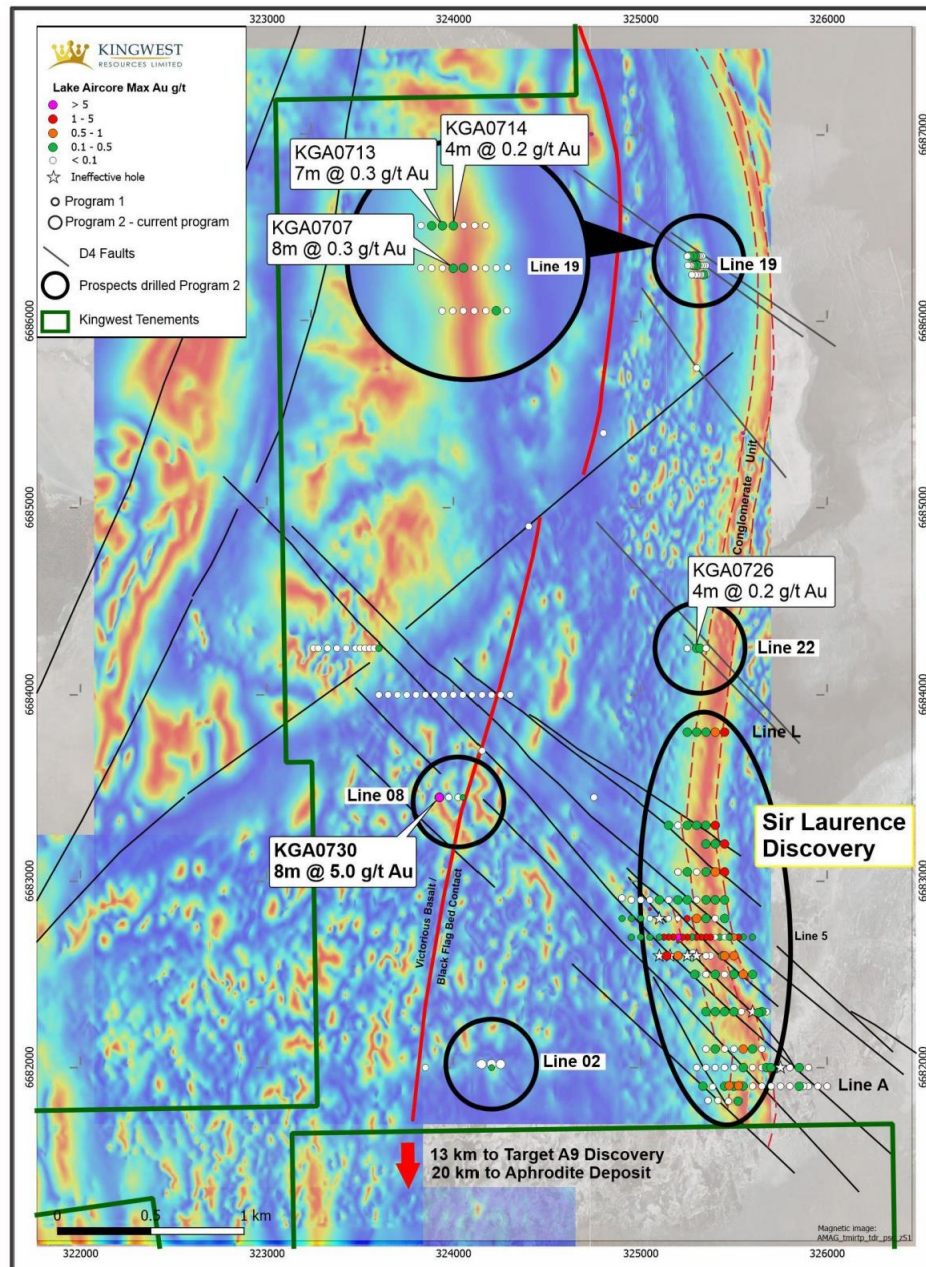 323000
324000
325000
326000
KINGWEST
RESOURCES LIMITED
Lake Aircore Max Au g/t
> 5
1 - 5
0.5 - 1
0.1 - 0.5
< 0.1
Ineffective hole
Program 1
Program 2 - current program
D4 Faults
Prospects drilled Program 2
Kingwest Tenements
6687000
6687000
KGA0714
4m @ 0.2 g/t Au
KGA0713
7m @ 0.3 g/t Au
KGA0707
8m @ 0.3 g/t Au
Line 19
Line 19
6686000
6686000
6685000
6685000
Conglomerate Unit
KGA0726
4m @ 0.2 g/t Au
Line 22
6684000
6684000
Line L
Line 08
KGA0730
8m @ 5.0 g/t Au
Sir Laurence
Discovery
6683000
6683000
Victorious Basalt /
Black Flag Bed Contact
Line 5
Line 02
6682000
6682000
Line A
13 km to Target A9 Discovery
20 km to Aphrodite Deposit
0
0.5
1 km
Magnetic image:
322000
323000
324000
325000
326000